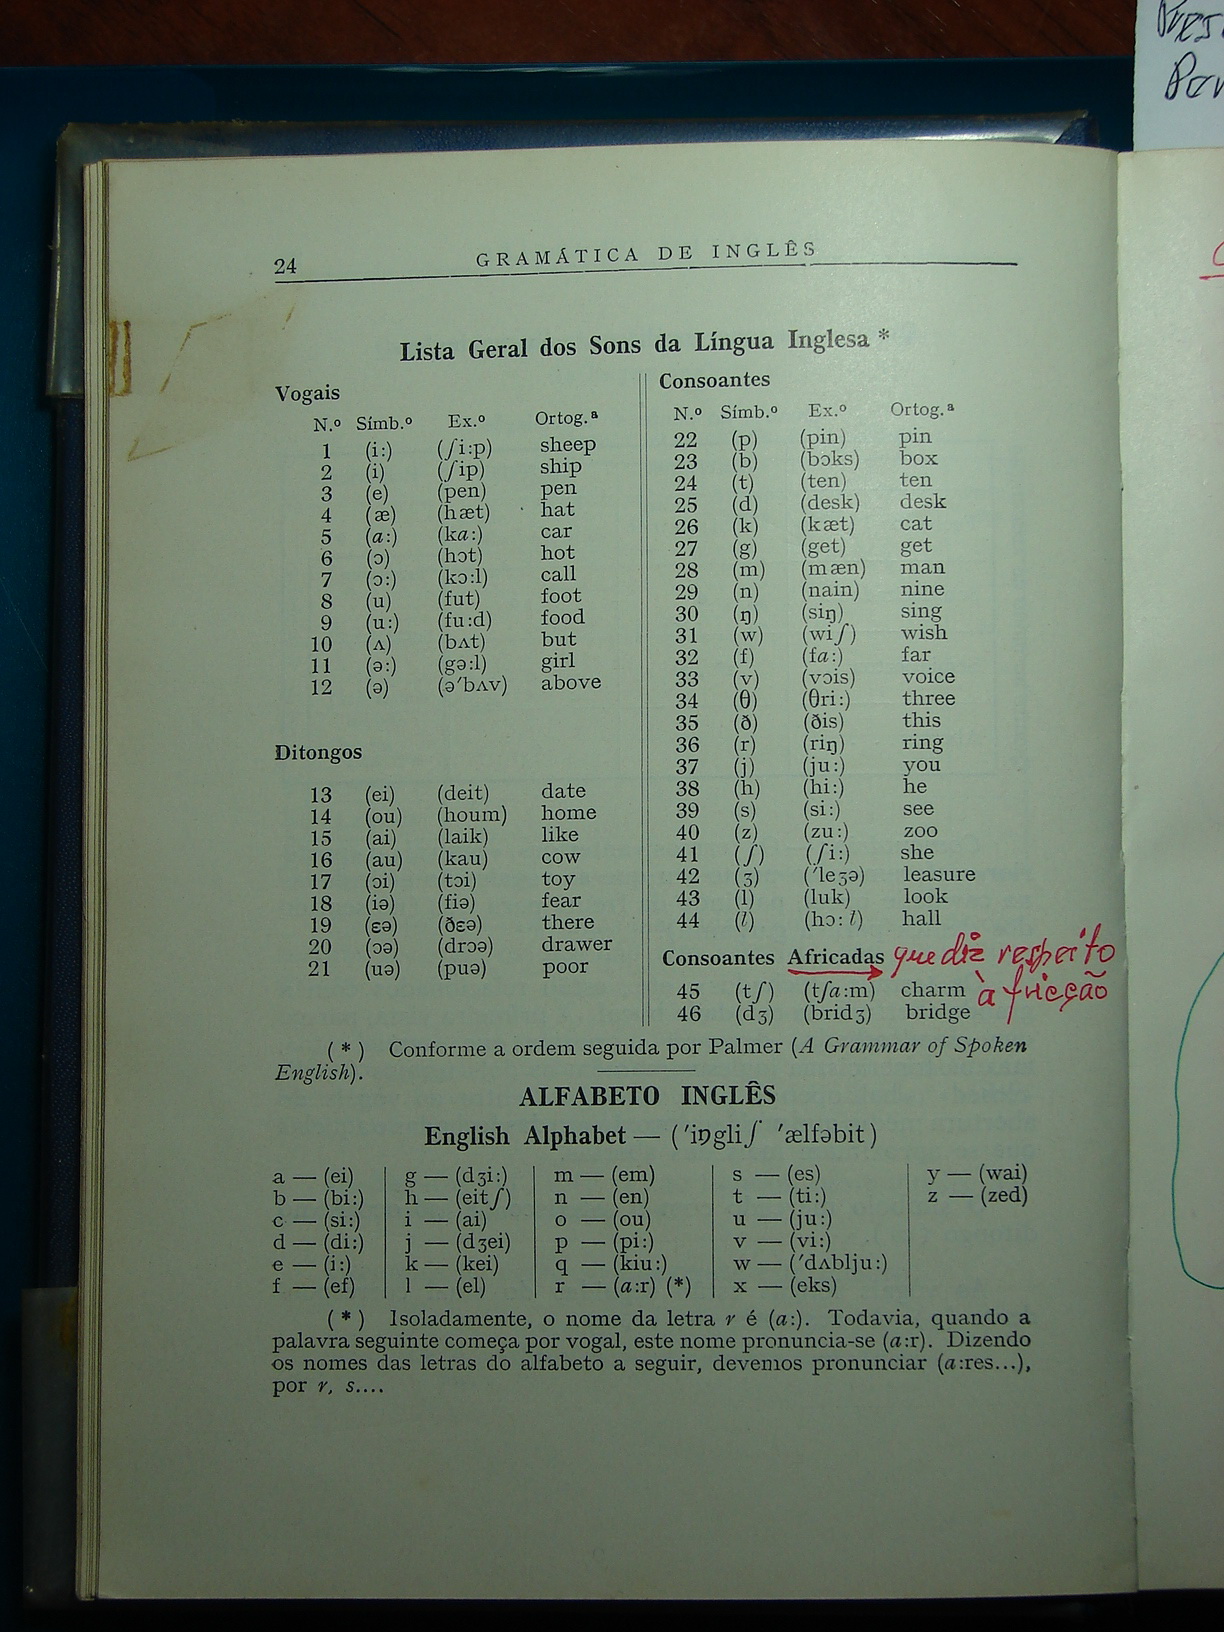 24
GRAMÁTICA DE INGLÊS
Lista Geral dos Sons da Língua Inglesa *
Vogais
N.º Símb.º Ex.º Ortog.ª
1 (i:) (ʃi:p) sheep
2 (i) (ʃip) ship
3 (e) (pen) pen
4 (æ) (hæt) hat
5 (a:) (ka:) car
6 (ɔ) (hɔt) hot
7 (ɔ:) (kɔ:l) call
8 (u) (fut) foot
9 (u:) (fu:d) food
10 (ʌ) (bʌt) but
11 (ə:) (gə:l) girl
12 (ə) (ə'bʌv) above
Ditongos
13 (ei) (deit) date
14 (ou) (houm) home
15 (ai) (laik) like
16 (au) (kau) cow
17 (ɔi) (tɔi) toy
18 (iə) (fiə) fear
19 (ɛə) (ðɛə) there
20 (ɔə) (drɔə) drawer
21 (uə) (puə) poor
Consoantes
N.º Símb.º Ex.º Ortog.ª
22 (p) (pin) pin
23 (b) (bɔks) box
24 (t) (ten) ten
25 (d) (desk) desk
26 (k) (kæt) cat
27 (g) (get) get
28 (m) (mæn) man
29 (n) (nain) nine
30 (ŋ) (siŋ) sing
31 (w) (wiʃ) wish
32 (f) (fa:) far
33 (v) (vɔis) voice
34 (θ) (θri:) three
35 (ð) (ðis) this
36 (r) (riŋ) ring
37 (j) (ju:) you
38 (h) (hi:) he
39 (s) (si:) see
40 (z) (zu:) zoo
41 (ʃ) (ʃi:) she
42 (ʒ) ('leʒə) leasure
43 (l) (luk) look
44 (l) (hɔ:l) hall
Consoantes Africadas que diz respeito
à fricção
45 (tʃ) (tʃa:m) charm
46 (dʒ) (bridʒ) bridge
(*) Conforme a ordem seguida por Palmer (A Grammar of Spoken
English).
ALFABETO INGLÊS
English Alphabet — ('iŋgliʃ 'ælfəbit)
a — (ei) g — (dʒi:) m — (em) s — (es) y — (wai)
b — (bi:) h — (eitʃ) n — (en) t — (ti:) z — (zed)
c — (si:) i — (ai) o — (ou) u — (ju:)
d — (di:) j — (dʒei) p — (pi:) v — (vi:)
e — (i:) k — (kei) q — (kiu:) w — ('dʌblju:)
f — (ef) l — (el) r — (a:r) (*) x — (eks)
(*) Isoladamente, o nome da letra r é (a:). Todavia, quando a
palavra seguinte começa por vogal, este nome pronuncia-se (a:r). Dizendo
os nomes das letras do alfabeto a seguir, devemos pronunciar (a:res...),
por r, s....